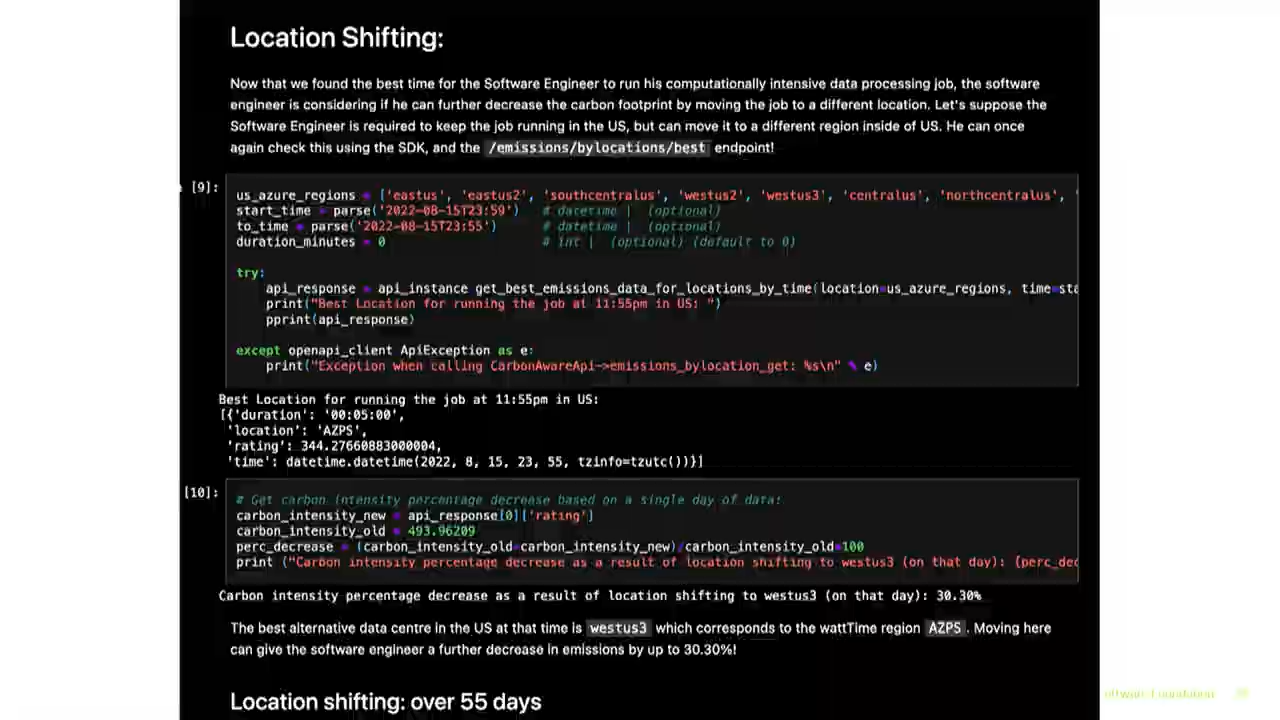 Location Shifting:
Now that we found the best time for the Software Engineer to run his computationally intensive data processing job, the software
engineer is considering if he can further decrease the carbon footprint by moving the job to a different location. Let's suppose the
Software Engineer is required to keep the job running in the US, but can move it to a different region inside of US. He can once
again check this using the SDK, and the /emissions/bylocations/best endpoint!
[9]:
us_azure_regions = ['eastus', 'eastus2', 'southcentralus', 'westus2', 'westus3', 'centralus', 'northcentralus', '
start_time = parse('2022-08-15T23:59') # datetime | (optional)
to_time = parse('2022-08-15T23:55') # datetime | (optional)
duration_minutes = 0 # int | (optional) (default to 0)
try:
api_response = api_instance get_best_emissions_data_for_locations_by_time(location=us_azure_regions, time=sta
print("Best Location for running the job at 11:55pm in US: ")
pprint(api_response)
except openapi_client ApiException as e:
print("Exception when calling CarbonAwareApi->emissions_bylocation_get: %s\n" % e)
Best Location for running the job at 11:55pm in US:
[{'duration': '00:05:00',
'location': 'AZPS',
'rating': 344.27660883000004,
'time': datetime.datetime(2022, 8, 15, 23, 55, tzinfo=tzutc())}]
[10]:
# Get carbon intensity percentage decrease based on a single day of data:
carbon_intensity_new = api_response[0]['rating']
carbon_intensity_old = 493.96209
perc_decrease = (carbon_intensity_old-carbon_intensity_new)/carbon_intensity_old*100
print ("Carbon intensity percentage decrease as a result of location shifting to westus3 (on that day): {perc_dec
Carbon intensity percentage decrease as a result of location shifting to westus3 (on that day): 30.30%
The best alternative data centre in the US at that time is westus3 which corresponds to the wattTime region AZPS. Moving here
can give the software engineer a further decrease in emissions by up to 30.30%!
Location shifting: over 55 days